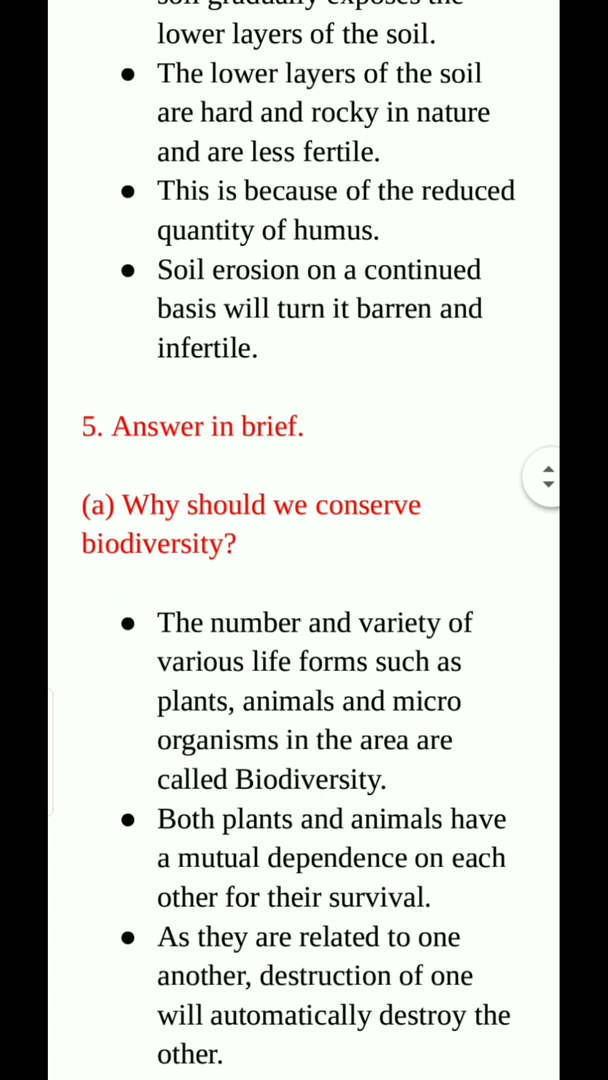 soil gradually exposes the
lower layers of the soil.
● The lower layers of the soil
are hard and rocky in nature
and are less fertile.
● This is because of the reduced
quantity of humus.
● Soil erosion on a continued
basis will turn it barren and
infertile.
5. Answer in brief.
(a) Why should we conserve
biodiversity?
● The number and variety of
various life forms such as
plants, animals and micro
organisms in the area are
called Biodiversity.
● Both plants and animals have
a mutual dependence on each
other for their survival.
● As they are related to one
another, destruction of one
will automatically destroy the
other.